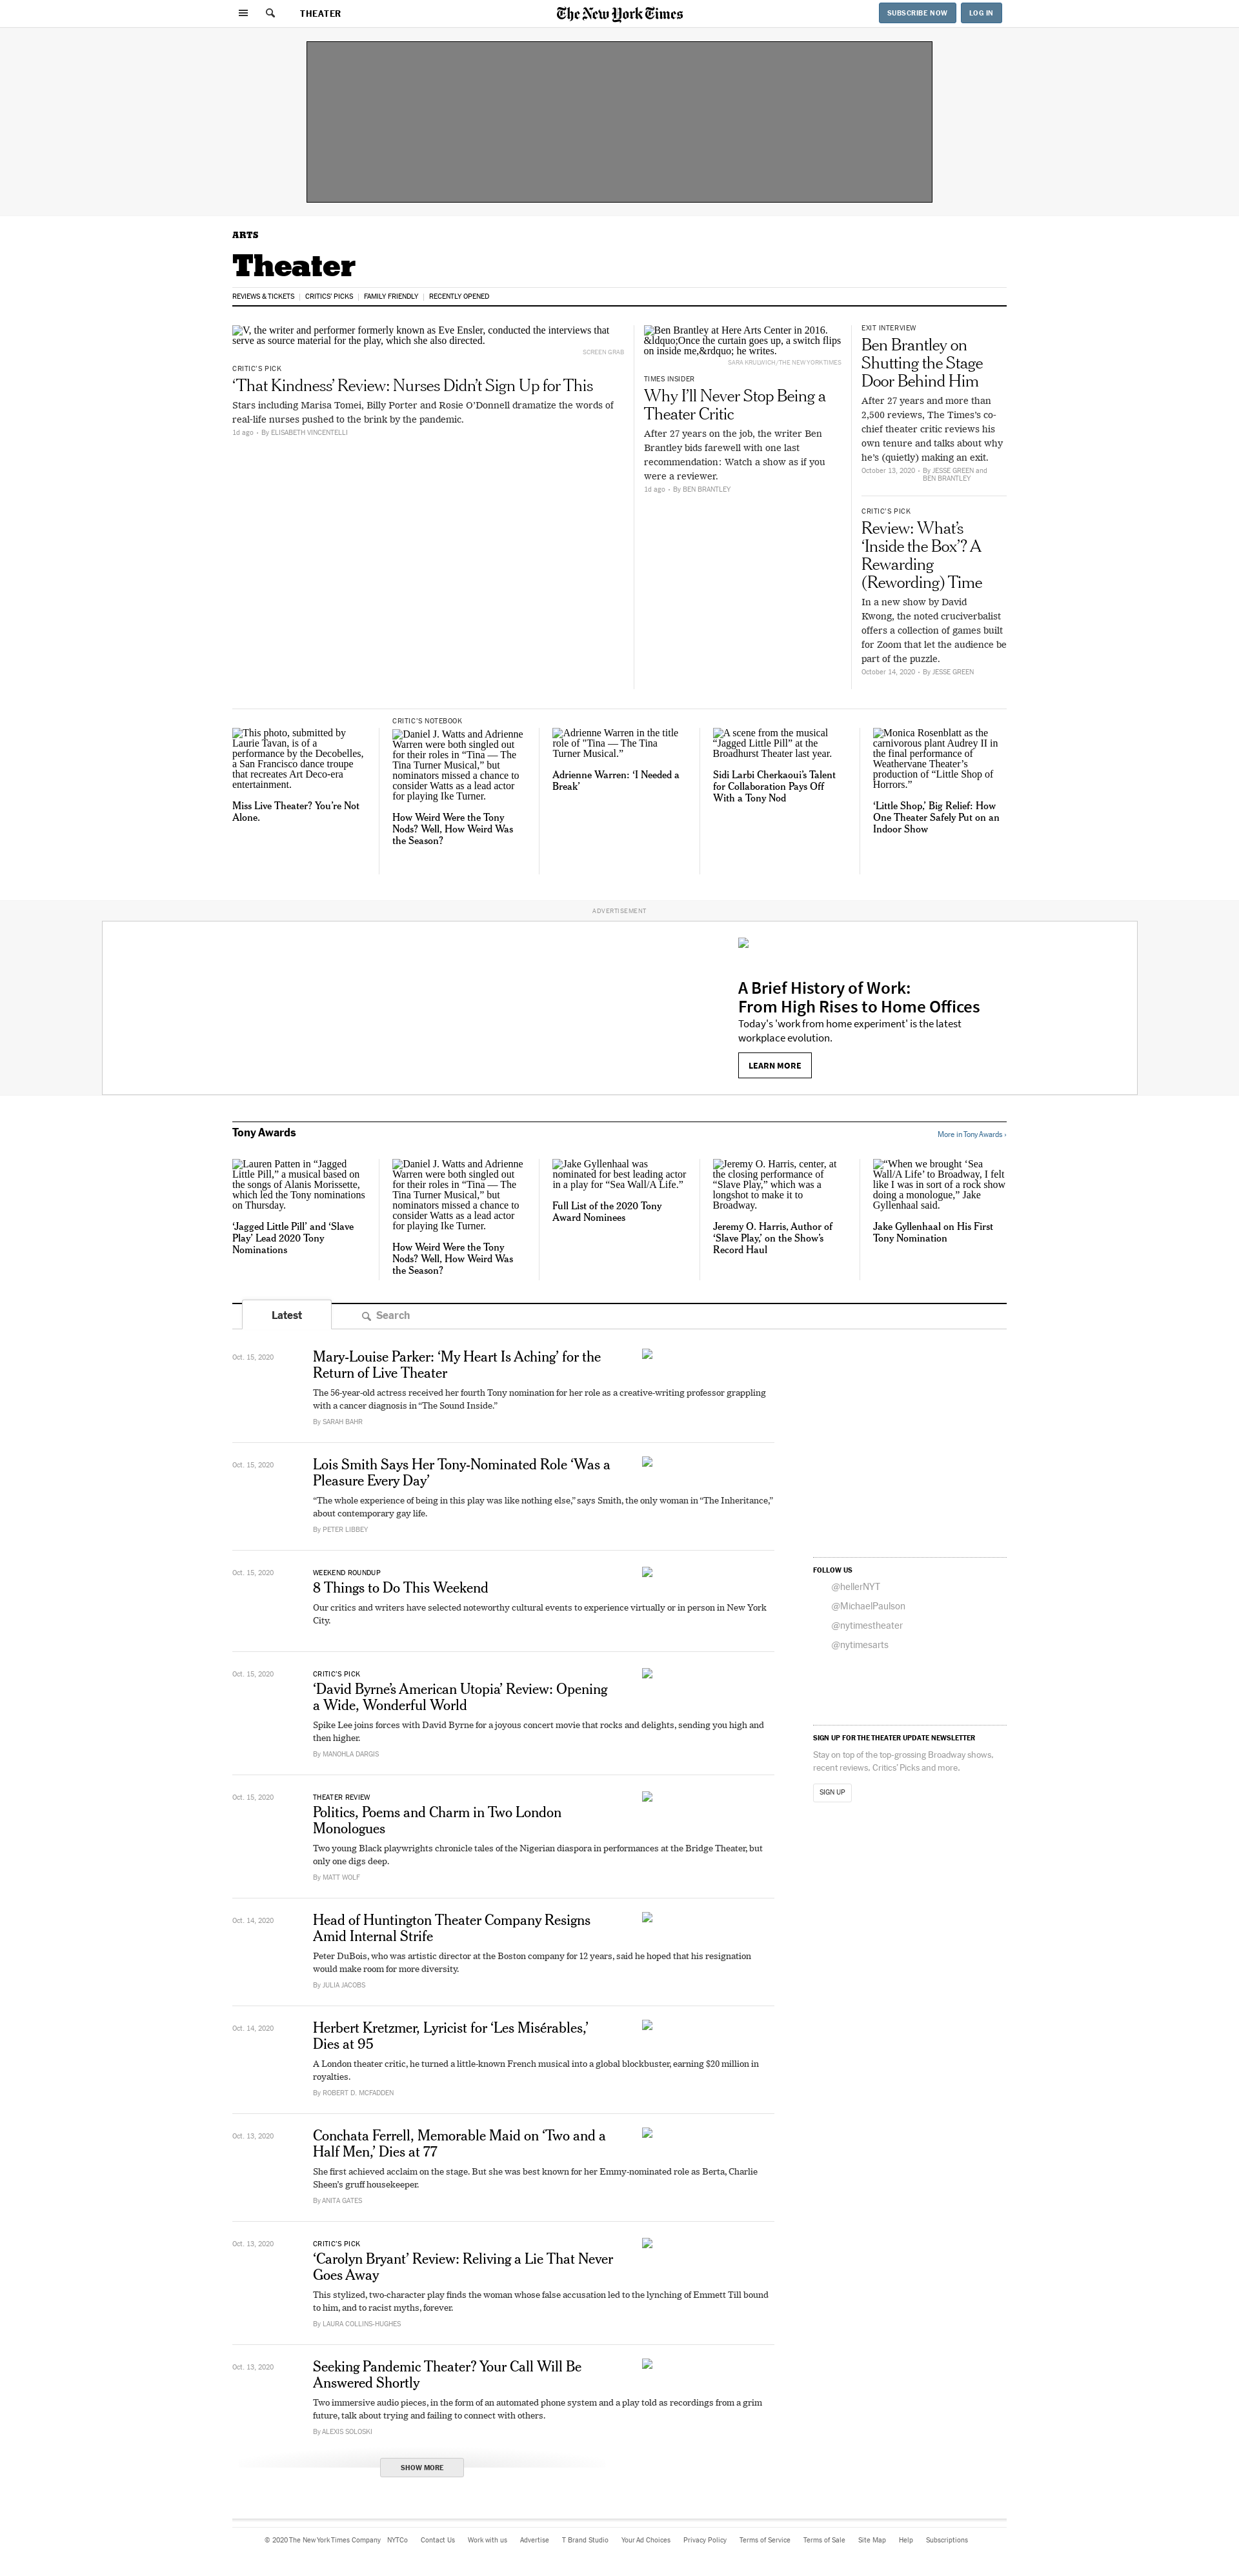 THEATER
The New York Times
SUBSCRIBE NOW
LOG IN
ARTS
Theater
REVIEWS & TICKETS
CRITICS' PICKS
FAMILY FRIENDLY
RECENTLY OPENED
V, the writer and performer formerly known as Eve Ensler, conducted the interviews that
serve as source material for the play, which she also directed.
SCREEN GRAB
CRITIC'S PICK
‘That Kindness’ Review: Nurses Didn’t Sign Up for This
Stars including Marisa Tomei, Billy Porter and Rosie O’Donnell dramatize the words of
real-life nurses pushed to the brink by the pandemic.
1d ago • By ELISABETH VINCENTELLI
Ben Brantley at Here Arts Center in 2016.
&ldquo;Once the curtain goes up, a switch flips
on inside me,&rdquo; he writes.
SARA KRULWICH/THE NEW YORK TIMES
TIMES INSIDER
Why I’ll Never Stop Being a
Theater Critic
After 27 years on the job, the writer Ben
Brantley bids farewell with one last
recommendation: Watch a show as if you
were a reviewer.
1d ago • By BEN BRANTLEY
EXIT INTERVIEW
Ben Brantley on
Shutting the Stage
Door Behind Him
After 27 years and more than
2,500 reviews, The Times’s co-
chief theater critic reviews his
own tenure and talks about why
he’s (quietly) making an exit.
October 13, 2020 • By JESSE GREEN and
BEN BRANTLEY
CRITIC'S PICK
Review: What’s
‘Inside the Box’? A
Rewarding
(Rewording) Time
In a new show by David
Kwong, the noted cruciverbalist
offers a collection of games built
for Zoom that let the audience be
part of the puzzle.
October 14, 2020 • By JESSE GREEN
This photo, submitted by
Laurie Tavan, is of a
performance by the Decobelles,
a San Francisco dance troupe
that recreates Art Deco-era
entertainment.
Miss Live Theater? You’re Not
Alone.
CRITIC’S NOTEBOOK
Daniel J. Watts and Adrienne
Warren were both singled out
for their roles in “Tina — The
Tina Turner Musical,” but
nominators missed a chance to
consider Watts as a lead actor
for playing Ike Turner.
How Weird Were the Tony
Nods? Well, How Weird Was
the Season?
Adrienne Warren in the title
role of "Tina — The Tina
Turner Musical.”
Adrienne Warren: ‘I Needed a
Break’
A scene from the musical
“Jagged Little Pill” at the
Broadhurst Theater last year.
Sidi Larbi Cherkaoui’s Talent
for Collaboration Pays Off
With a Tony Nod
Monica Rosenblatt as the
carnivorous plant Audrey II in
the final performance of
Weathervane Theater’s
production of “Little Shop of
Horrors.”
‘Little Shop,’ Big Relief: How
One Theater Safely Put on an
Indoor Show
ADVERTISEMENT
A Brief History of Work:
From High Rises to Home Offices
Today's 'work from home experiment' is the latest
workplace evolution.
LEARN MORE
Tony Awards
More in Tony Awards ›
Lauren Patten in “Jagged
Little Pill,” a musical based on
the songs of Alanis Morissette,
which led the Tony nominations
on Thursday.
‘Jagged Little Pill’ and ‘Slave
Play’ Lead 2020 Tony
Nominations
Daniel J. Watts and Adrienne
Warren were both singled out
for their roles in “Tina — The
Tina Turner Musical,” but
nominators missed a chance to
consider Watts as a lead actor
for playing Ike Turner.
How Weird Were the Tony
Nods? Well, How Weird Was
the Season?
Jake Gyllenhaal was
nominated for best leading actor
in a play for “Sea Wall/A Life.”
Full List of the 2020 Tony
Award Nominees
Jeremy O. Harris, center, at
the closing performance of
“Slave Play,” which was a
longshot to make it to
Broadway.
Jeremy O. Harris, Author of
‘Slave Play,’ on the Show’s
Record Haul
“When we brought ‘Sea
Wall/A Life’ to Broadway, I felt
like I was in sort of a rock show
doing a monologue,” Jake
Gyllenhaal said.
Jake Gyllenhaal on His First
Tony Nomination
Latest
Search
Oct. 15, 2020
Mary-Louise Parker: ‘My Heart Is Aching’ for the
Return of Live Theater
The 56-year-old actress received her fourth Tony nomination for her role as a creative-writing professor grappling
with a cancer diagnosis in “The Sound Inside.”
By SARAH BAHR
Oct. 15, 2020
Lois Smith Says Her Tony-Nominated Role ‘Was a
Pleasure Every Day’
“The whole experience of being in this play was like nothing else,” says Smith, the only woman in “The Inheritance,”
about contemporary gay life.
By PETER LIBBEY
Oct. 15, 2020
WEEKEND ROUNDUP
8 Things to Do This Weekend
Our critics and writers have selected noteworthy cultural events to experience virtually or in person in New York
City.
Oct. 15, 2020
CRITIC’S PICK
‘David Byrne’s American Utopia’ Review: Opening
a Wide, Wonderful World
Spike Lee joins forces with David Byrne for a joyous concert movie that rocks and delights, sending you high and
then higher.
By MANOHLA DARGIS
Oct. 15, 2020
THEATER REVIEW
Politics, Poems and Charm in Two London
Monologues
Two young Black playwrights chronicle tales of the Nigerian diaspora in performances at the Bridge Theater, but
only one digs deep.
By MATT WOLF
Oct. 14, 2020
Head of Huntington Theater Company Resigns
Amid Internal Strife
Peter DuBois, who was artistic director at the Boston company for 12 years, said he hoped that his resignation
would make room for more diversity.
By JULIA JACOBS
Oct. 14, 2020
Herbert Kretzmer, Lyricist for ‘Les Misérables,’
Dies at 95
A London theater critic, he turned a little-known French musical into a global blockbuster, earning $20 million in
royalties.
By ROBERT D. MCFADDEN
Oct. 13, 2020
Conchata Ferrell, Memorable Maid on ‘Two and a
Half Men,’ Dies at 77
She first achieved acclaim on the stage. But she was best known for her Emmy-nominated role as Berta, Charlie
Sheen’s gruff housekeeper.
By ANITA GATES
Oct. 13, 2020
CRITIC’S PICK
‘Carolyn Bryant’ Review: Reliving a Lie That Never
Goes Away
This stylized, two-character play finds the woman whose false accusation led to the lynching of Emmett Till bound
to him, and to racist myths, forever.
By LAURA COLLINS-HUGHES
Oct. 13, 2020
Seeking Pandemic Theater? Your Call Will Be
Answered Shortly
Two immersive audio pieces, in the form of an automated phone system and a play told as recordings from a grim
future, talk about trying and failing to connect with others.
By ALEXIS SOLOSKI
SHOW MORE
FOLLOW US
@hellerNYT
@MichaelPaulson
@nytimestheater
@nytimesarts
SIGN UP FOR THE THEATER UPDATE NEWSLETTER
Stay on top of the top-grossing Broadway shows,
recent reviews, Critics’ Picks and more.
SIGN UP
© 2020 The New York Times Company NYTCo Contact Us Work with us Advertise T Brand Studio Your Ad Choices Privacy Policy Terms of Service Terms of Sale Site Map Help Subscriptions